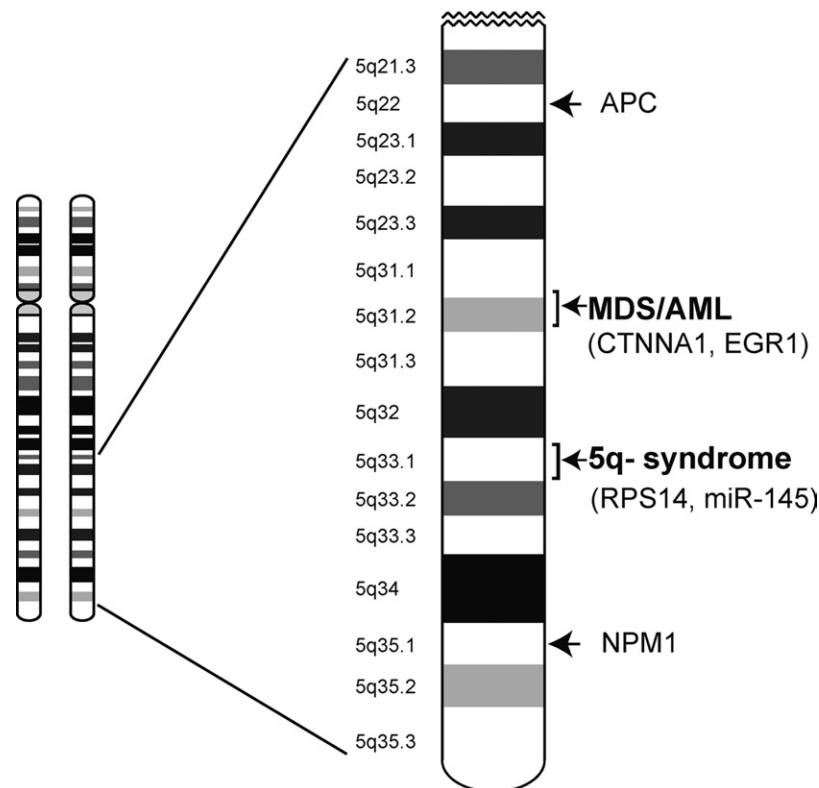 5q21.3
5q22
APC
5q23.1
5q23.2
5q23.3
5q31.1
5q31.2
MDS/AML
(CTNNA1, EGR1)
5q31.3
5q32
5q33.1
5q- syndrome
5q33.2
(RPS14, miR-145)
5q33.3
5q34
5q35.1
NPM1
5q35.2
5q35.3